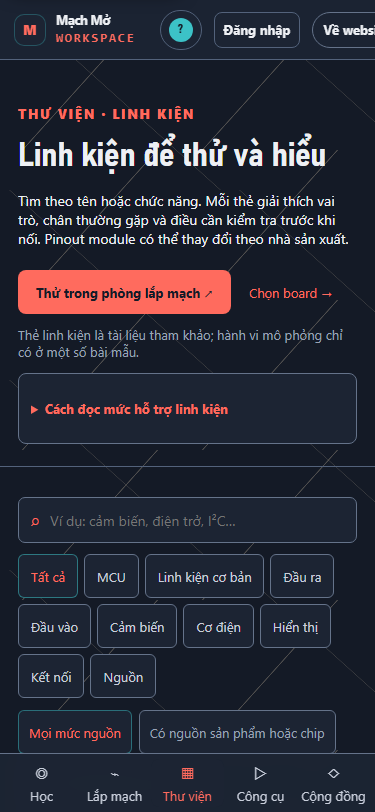 M
Mạch Mở
WORKSPACE
?
Đăng nhập
Về websi
THƯ VIỆN · LINH KIỆN
Linh kiện để thử và hiểu
Tìm theo tên hoặc chức năng. Mỗi thẻ giải thích vai
trò, chân thường gặp và điều cần kiểm tra trước khi
nối. Pinout module có thể thay đổi theo nhà sản xuất.
Thử trong phòng lắp mạch ↗
Chọn board →
Thẻ linh kiện là tài liệu tham khảo; hành vi mô phỏng chỉ
có ở một số bài mẫu.
▶ Cách đọc mức hỗ trợ linh kiện
Ví dụ: cảm biến, điện trở, I²C...
Tất cả
MCU
Linh kiện cơ bản
Đầu ra
Đầu vào
Cảm biến
Cơ điện
Hiển thị
Kết nối
Nguồn
Mọi mức nguồn
Có nguồn sản phẩm hoặc chip
Học
Lắp mạch
Thư viện
Công cụ
Cộng đồng